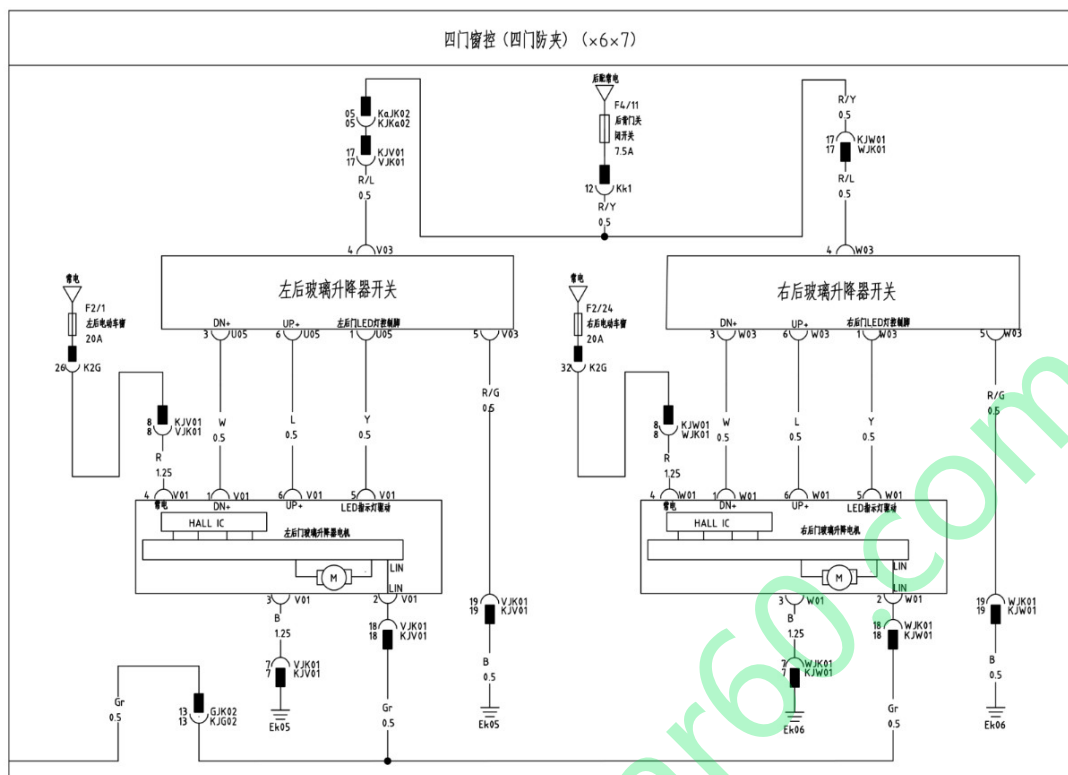 四门窗控(四门防夹)(×6×7)
后配常电
F4/11
后背门关
闭开关
7.5A
12 Kk1
R/Y
0.5
05 KaJK02
05 KJKa02
17 KJV01
17 VJK01
R/L
0.5
4 V03
R/Y
0.5
17 KJW01
17 WJK01
R/L
0.5
4 W03
左后玻璃升降器开关
DN+ UP+ 左后门LED灯控制脚
3 U05 6 U05 1 U05 5 V03
右后玻璃升降器开关
DN+ UP+ 右后门LED灯控制脚
3 W03 6 W03 1 W03 5 W03
常电
F2/1
左后电动车窗
20A
26 K2G
常电
F2/24
右后电动车窗
20A
32 K2G
8 KJV01
8 VJK01
R
1.25
W
0.5
L
0.5
Y
0.5
R/G
0.5
8 KJW01
8 WJK01
R
1.25
W
0.5
L
0.5
Y
0.5
R/G
0.5
4 V01 1 V01 6 V01 5 V01
常电 DN+ UP+ LED指示灯驱动
HALL IC
左后门玻璃升降器电机
M
LIN
LIN
3 V01 2 V01
4 W01 1 W01 6 W01 5 W01
常电 DN+ UP+ LED指示灯驱动
HALL IC
右后门玻璃升降电机
M
LIN
LIN
3 W01 2 W01
B
1.25
7 VJK01
7 KJV01
Ek05
18 VJK01
18 KJV01
Gr
0.5
19 VJK01
19 KJV01
B
0.5
Ek05
B
1.25
7 WJK01
7 KJW01
Ek06
18 WJK01
18 KJW01
Gr
0.5
19 WJK01
19 KJW01
B
0.5
Ek06
Gr
0.5
13 GJK02
13 KJG02